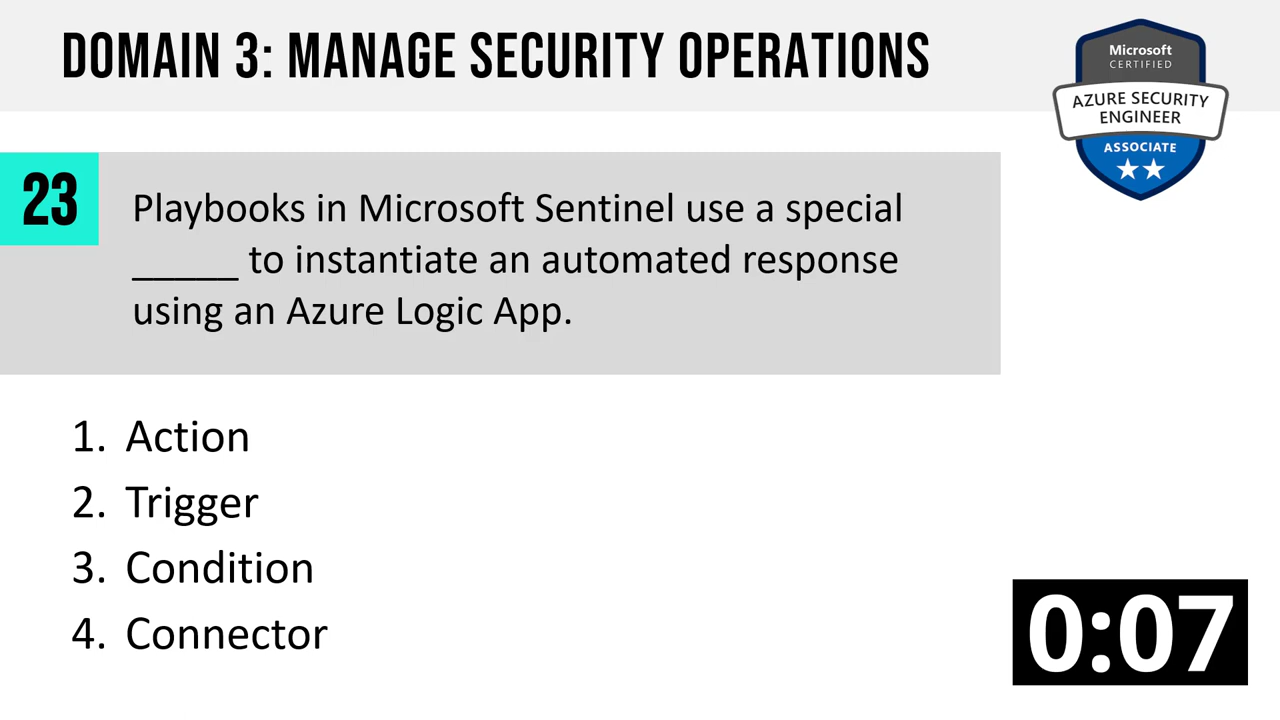 DOMAIN 3: MANAGE SECURITY OPERATIONS
Microsoft
CERTIFIED
AZURE SECURITY
ENGINEER
ASSOCIATE
23
Playbooks in Microsoft Sentinel use a special
_____ to instantiate an automated response
using an Azure Logic App.
1. Action
2. Trigger
3. Condition
4. Connector
0:07